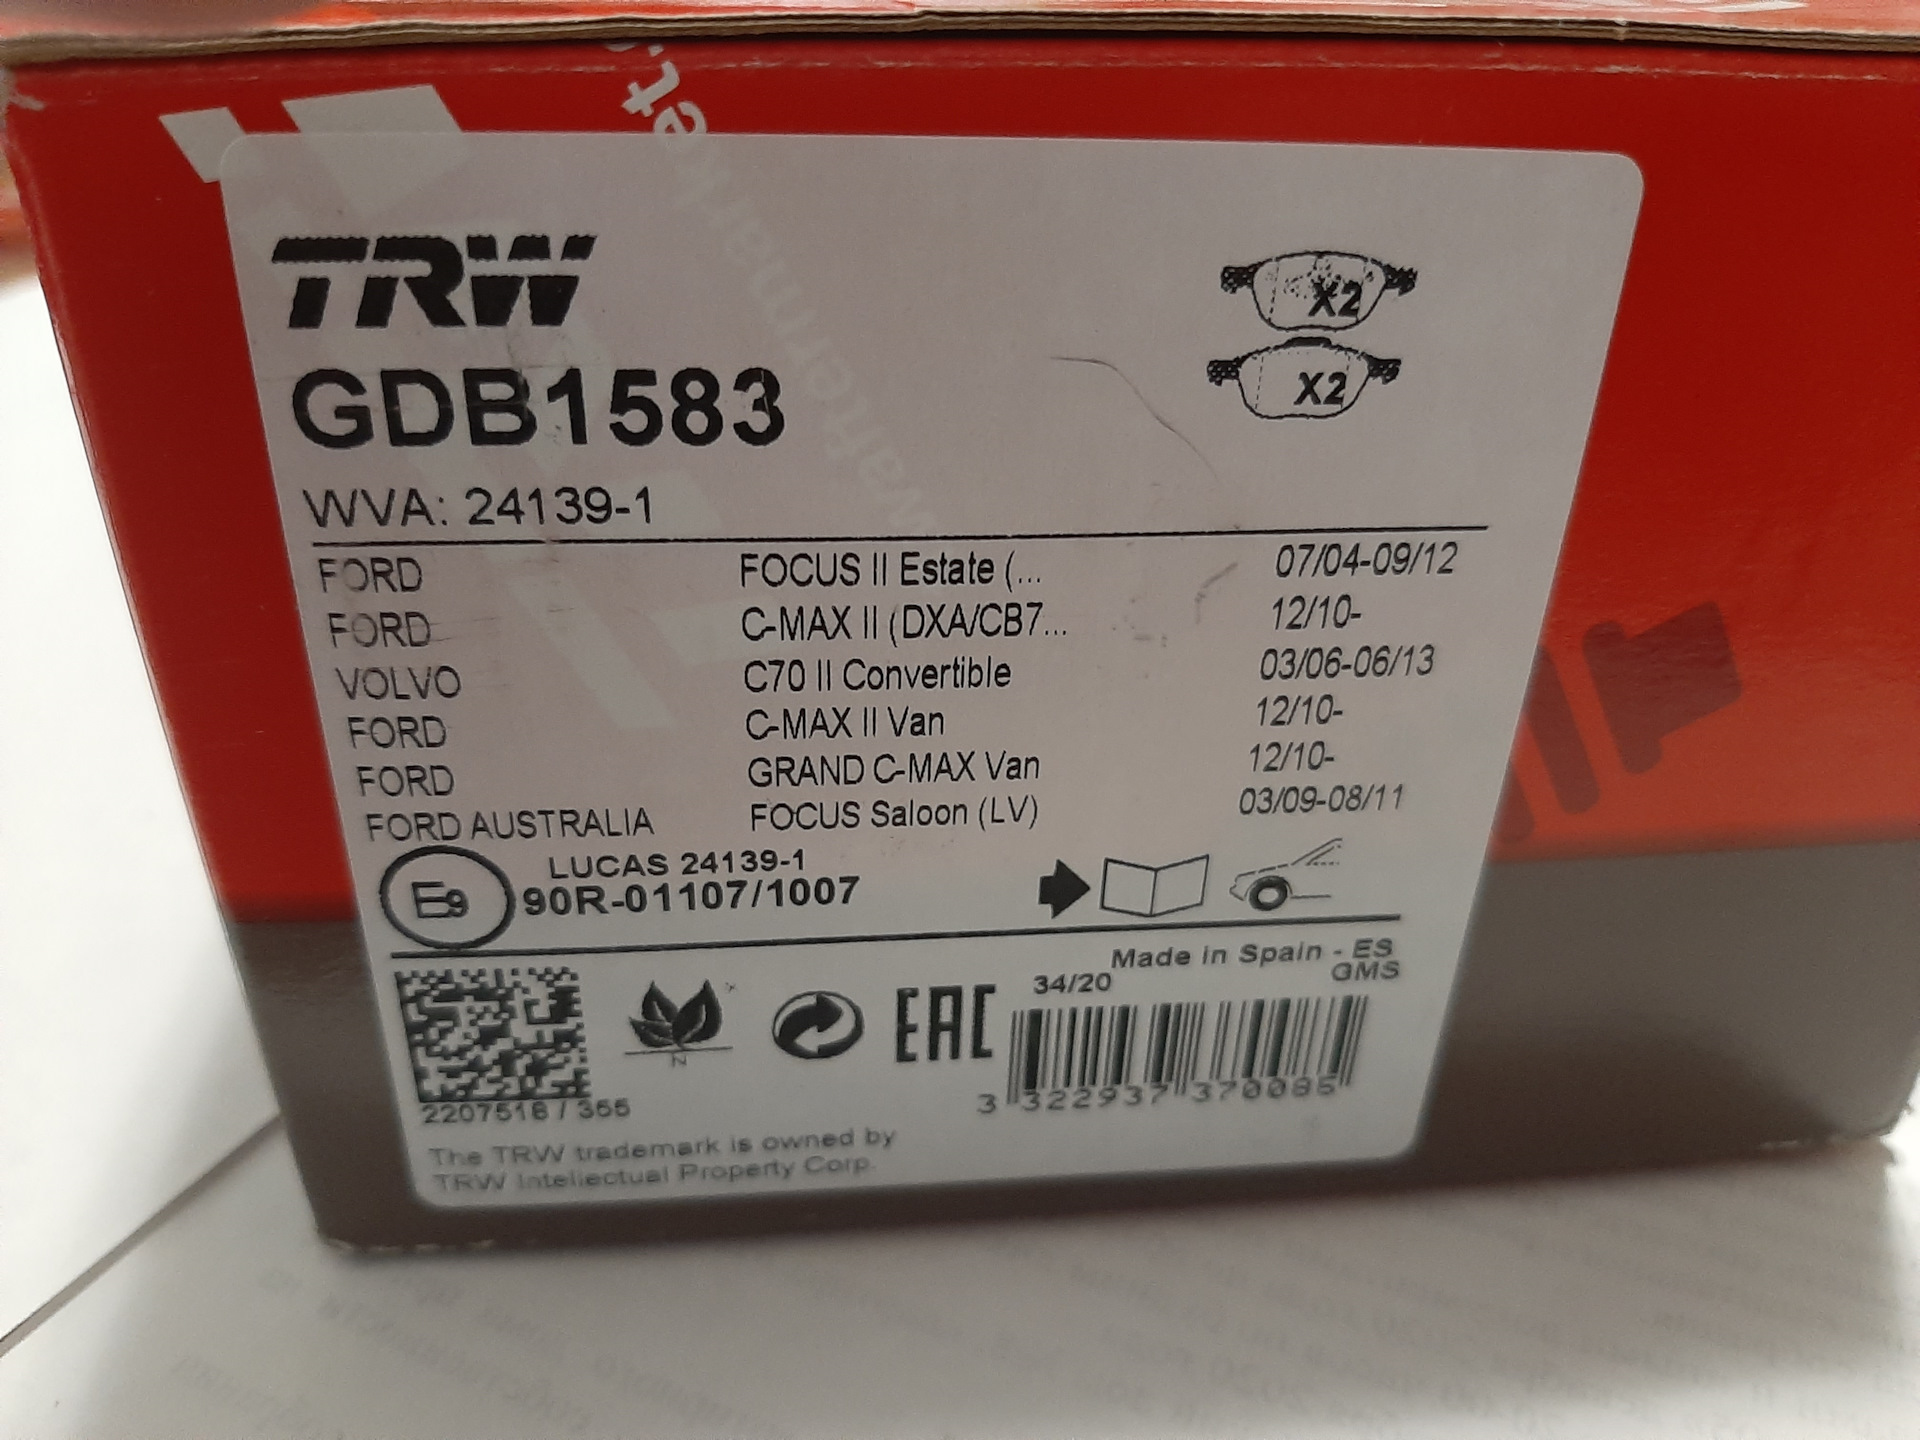 TRW
GDB1583
X2
X2
WVA: 24139-1
FORD FOCUS II Estate (... 07/04-09/12
FORD C-MAX II (DXA/CB7... 12/10-
VOLVO C70 II Convertible 03/06-06/13
FORD C-MAX II Van 12/10-
FORD GRAND C-MAX Van 12/10-
FORD AUSTRALIA FOCUS Saloon (LV) 03/09-08/11
LUCAS 24139-1
E9 90R-01107/1007
Made in Spain - ES
34/20 GMS
N
EAC
3 322937 370085
2207518 / 355
The TRW trademark is owned by
TRW Intellectual Property Corp.